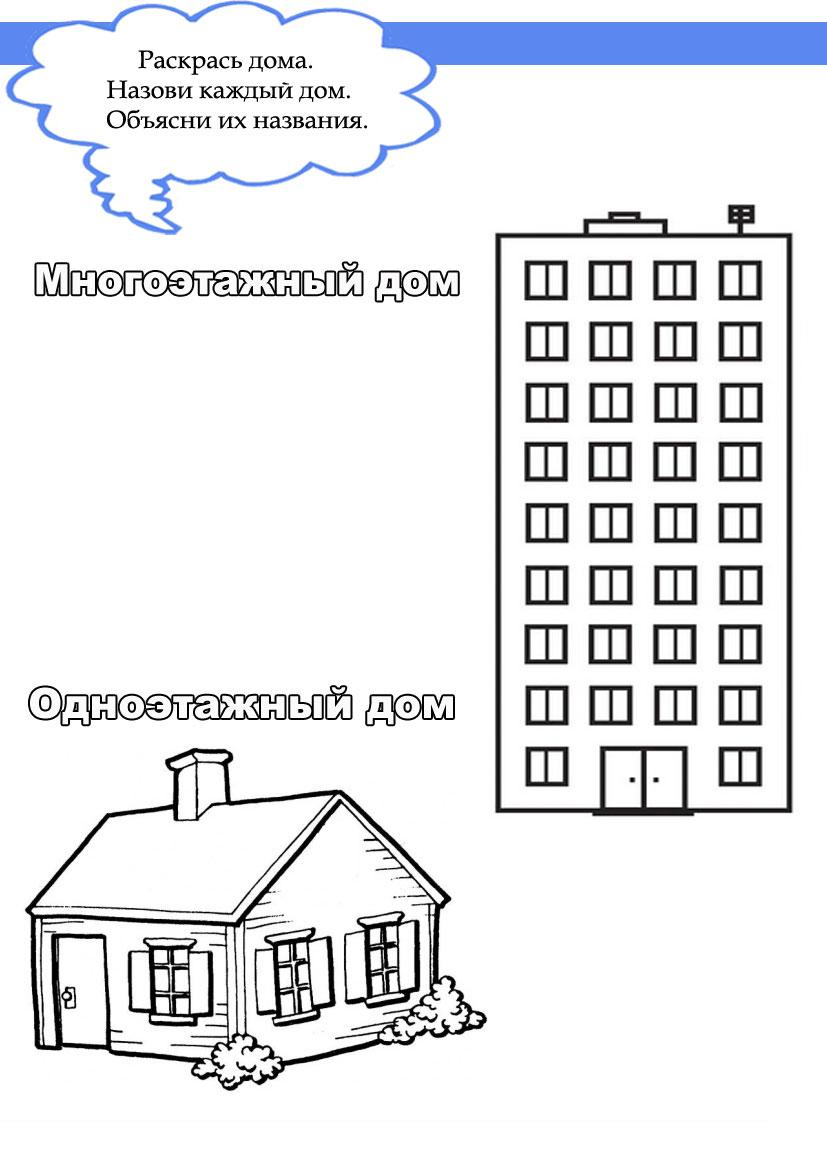 Раскрась дома.
Назови каждый дом.
Объясни их названия.
Многоэтажный дом
Одноэтажный дом